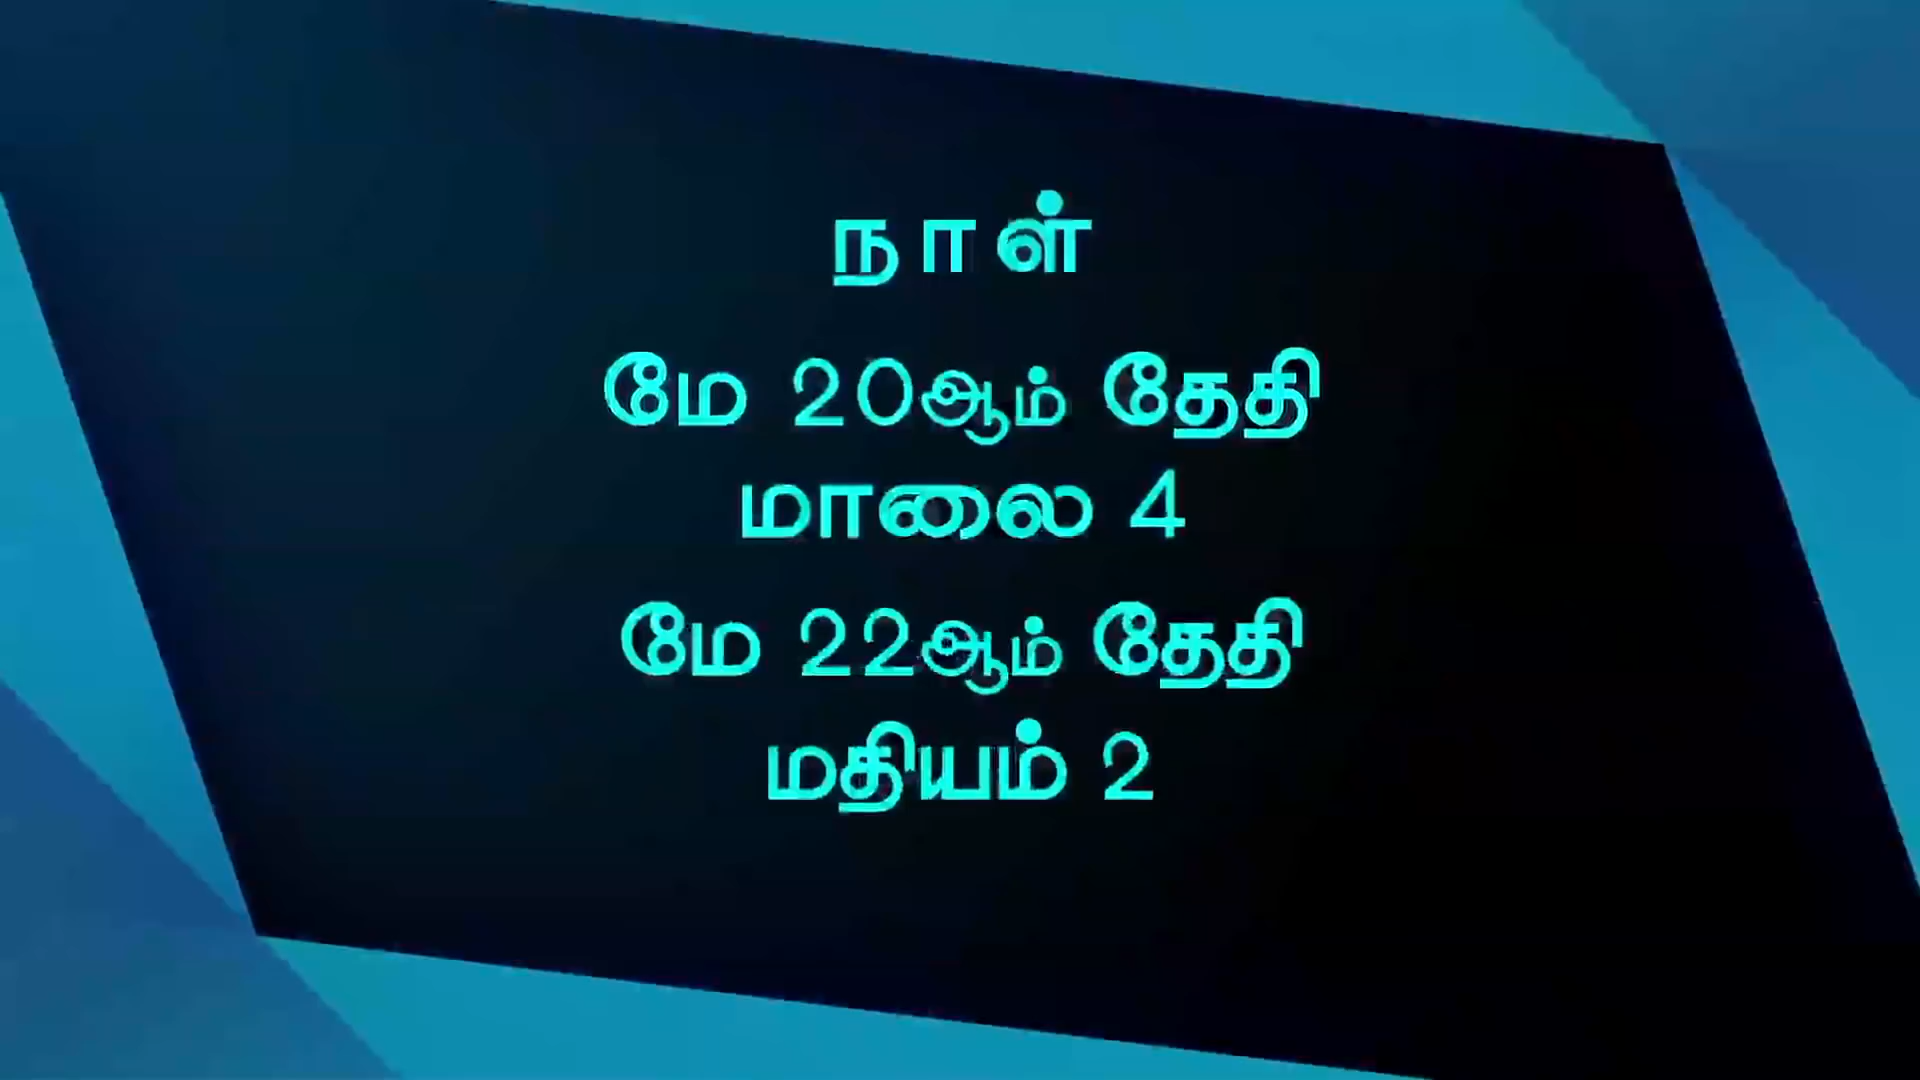 நாள்
மே 20ஆம் தேதி
மாலை 4
மே 22ஆம் தேதி
மதியம் 2